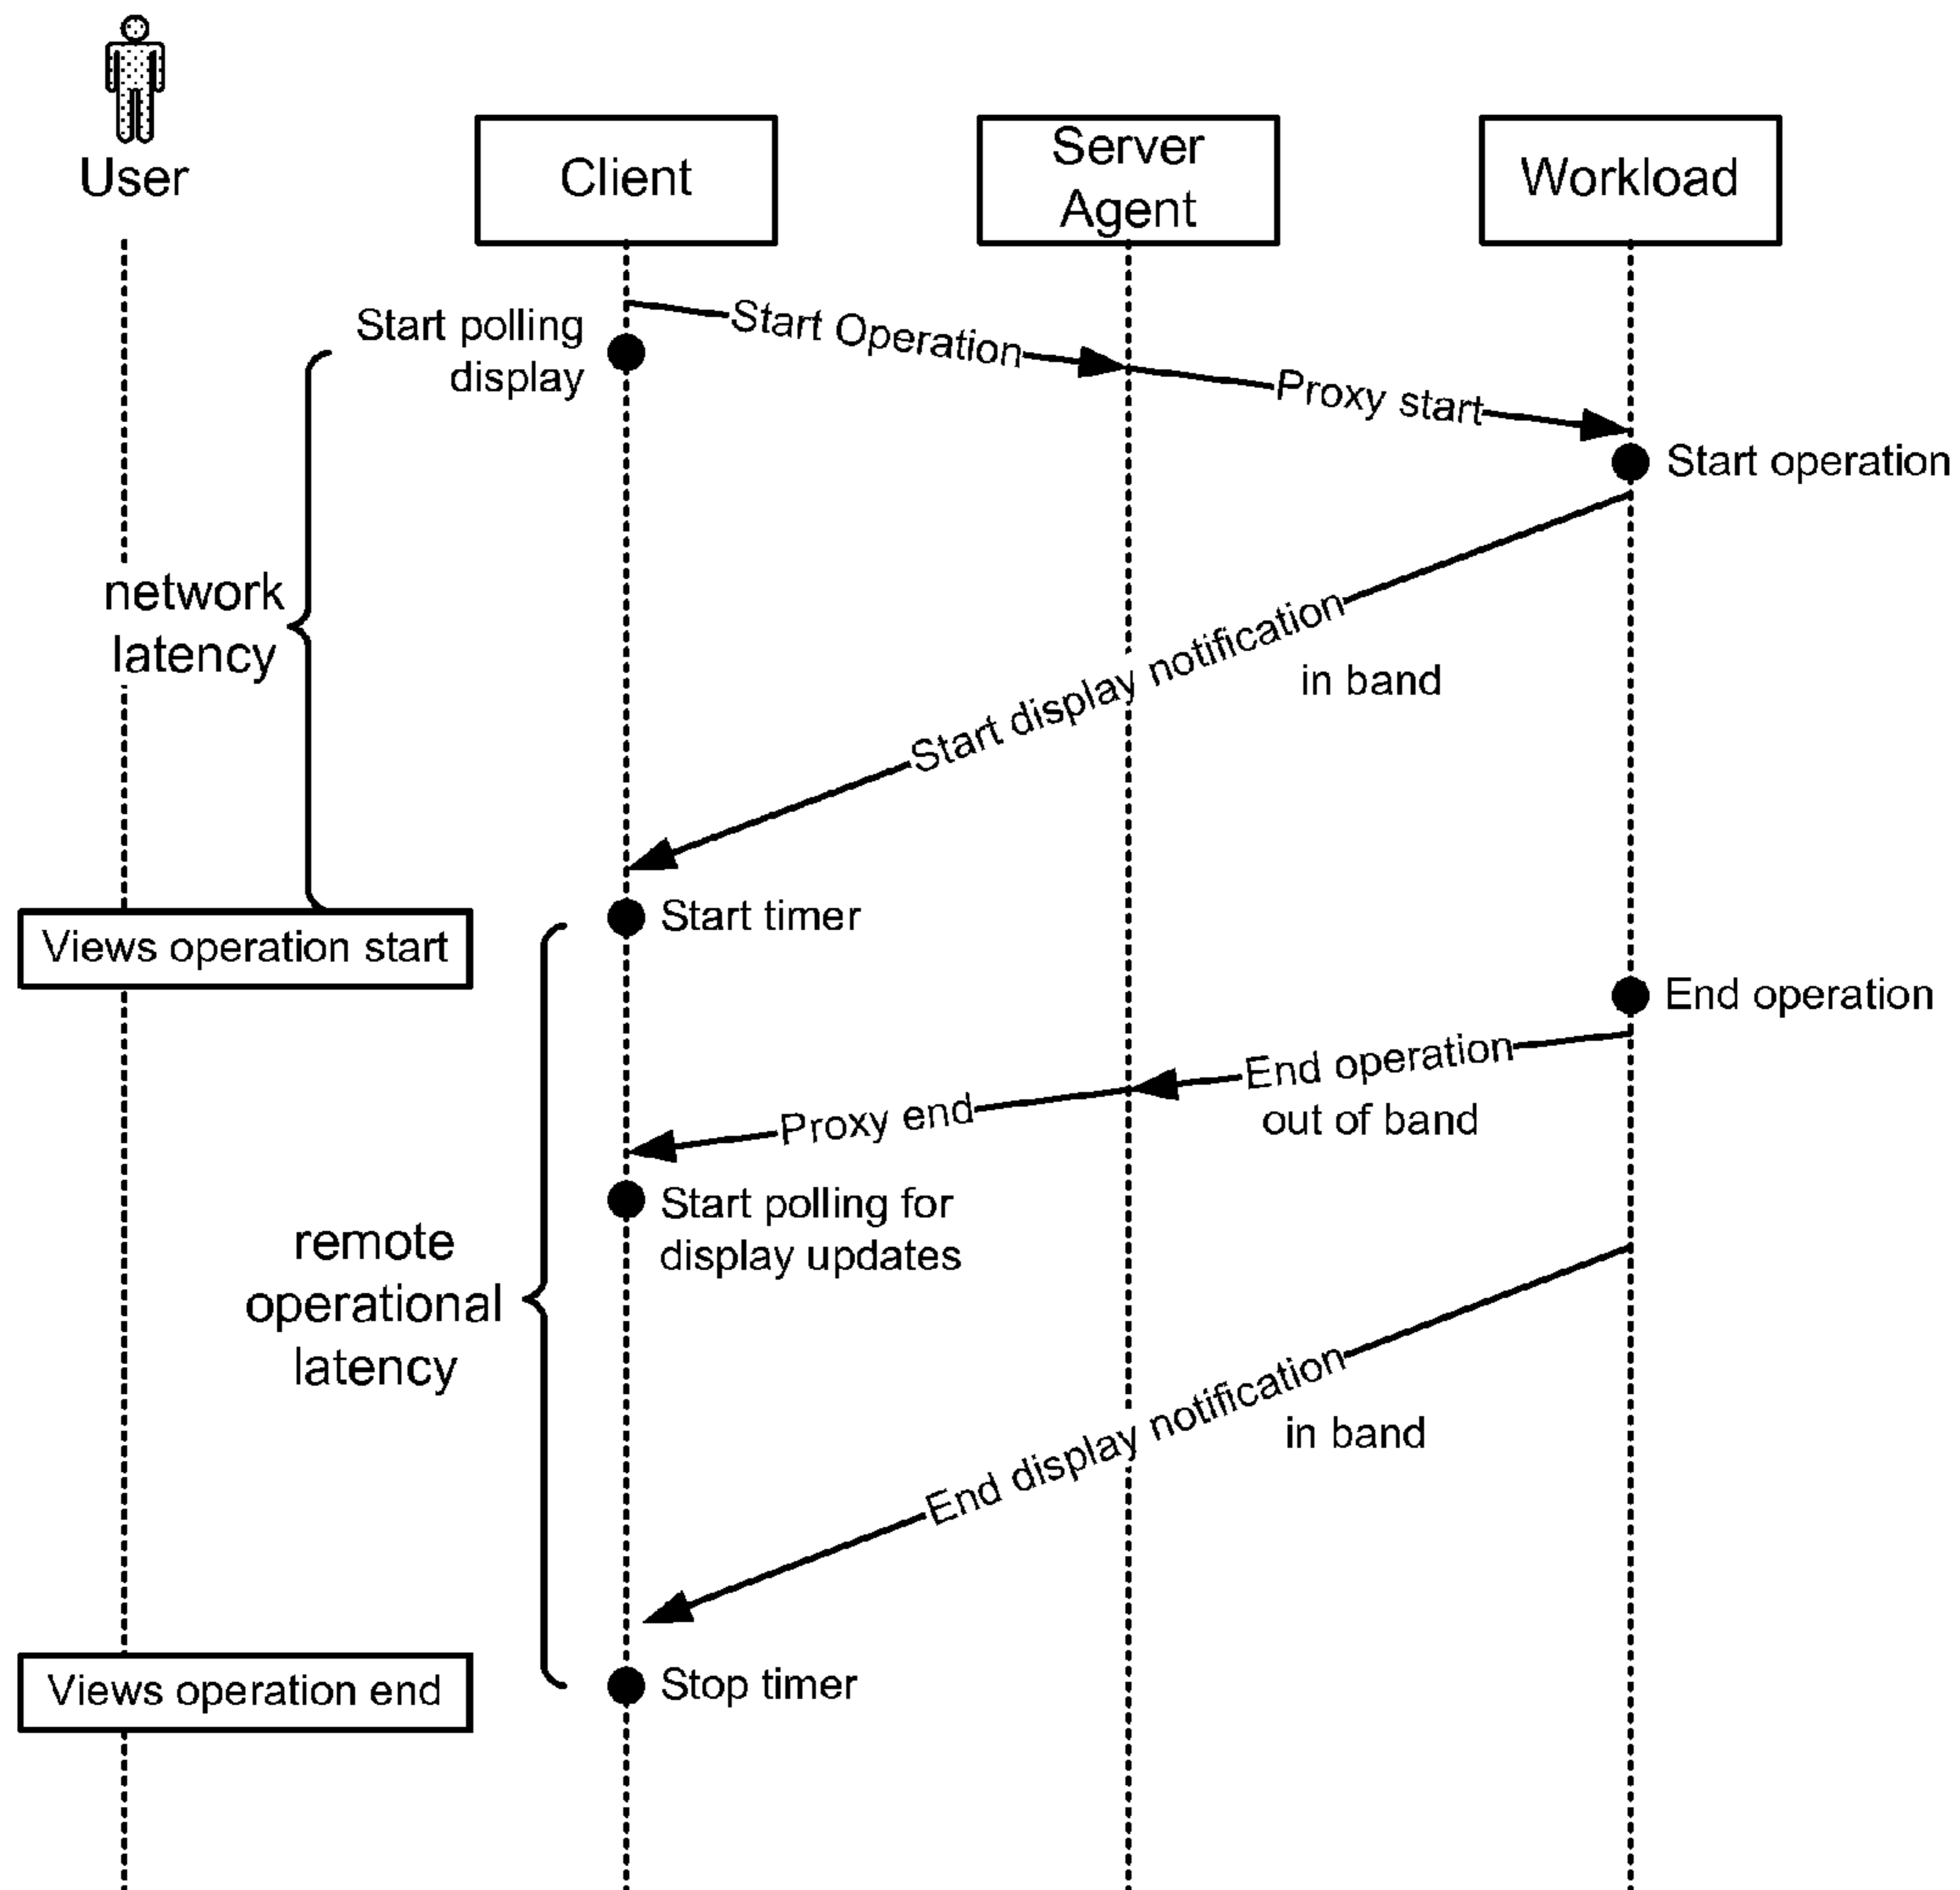 User
Client
Server
Agent
Workload
Start polling
display
Start Operation
Proxy start
Start operation
network
latency
Start display notification
in band
Views operation start
Start timer
End operation
End operation
out of band
Proxy end
Start polling for
display updates
remote
operational
latency
End display notification
in band
Views operation end
Stop timer